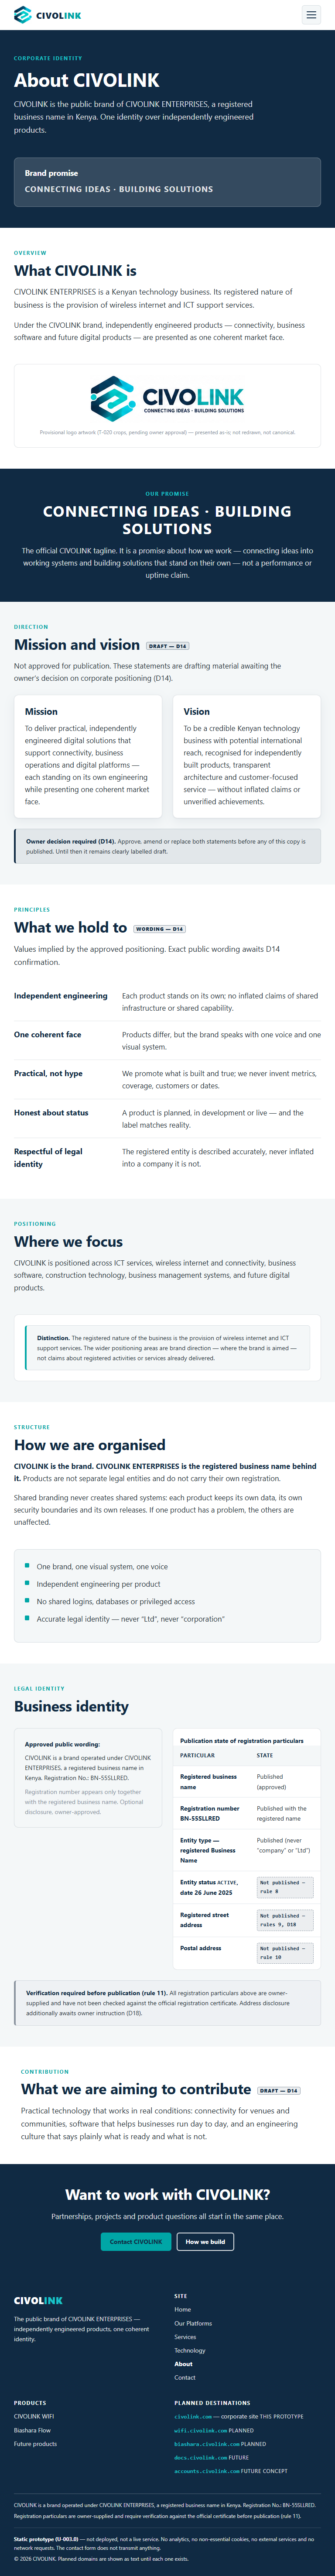 CIVOLINK
CORPORATE IDENTITY
About CIVOLINK
CIVOLINK is the public brand of CIVOLINK ENTERPRISES, a registered
business name in Kenya. One identity over independently engineered
products.
Brand promise
CONNECTING IDEAS · BUILDING SOLUTIONS
OVERVIEW
What CIVOLINK is
CIVOLINK ENTERPRISES is a Kenyan technology business. Its registered nature of
business is the provision of wireless internet and ICT support services.
Under the CIVOLINK brand, independently engineered products — connectivity, business
software and future digital products — are presented as one coherent market face.
CIVOLINK
CONNECTING IDEAS · BUILDING SOLUTIONS
Provisional logo artwork (T-020 crops, pending owner approval) — presented as-is; not redrawn, not canonical.
OUR PROMISE
CONNECTING IDEAS · BUILDING
SOLUTIONS
The official CIVOLINK tagline. It is a promise about how we work — connecting ideas into
working systems and building solutions that stand on their own — not a performance or
uptime claim.
DIRECTION
Mission and vision DRAFT — D14
Not approved for publication. These statements are drafting material awaiting the
owner's decision on corporate positioning (D14).
Mission
To deliver practical, independently
engineered digital solutions that
support connectivity, business
operations and digital platforms —
each standing on its own engineering
while presenting one coherent market
face.
Vision
To be a credible Kenyan technology
business with potential international
reach, recognised for independently
built products, transparent
architecture and customer-focused
service — without inflated claims or
unverified achievements.
Owner decision required (D14). Approve, amend or replace both statements before any of this copy is
published. Until then it remains clearly labelled draft.
PRINCIPLES
What we hold to WORDING — D14
Values implied by the approved positioning. Exact public wording awaits D14
confirmation.
Independent engineering
Each product stands on its own; no inflated claims of shared
infrastructure or shared capability.
One coherent face
Products differ, but the brand speaks with one voice and one
visual system.
Practical, not hype
We promote what is built and true; we never invent metrics,
coverage, customers or dates.
Honest about status
A product is planned, in development or live — and the
label matches reality.
Respectful of legal
identity
The registered entity is described accurately, never inflated
into a company it is not.
POSITIONING
Where we focus
CIVOLINK is positioned across ICT services, wireless internet and connectivity, business
software, construction technology, business management systems, and future digital
products.
Distinction. The registered nature of the business is the provision of wireless internet and ICT
support services. The wider positioning areas are brand direction — where the brand is aimed —
not claims about registered activities or services already delivered.
STRUCTURE
How we are organised
CIVOLINK is the brand. CIVOLINK ENTERPRISES is the registered business name behind
it. Products are not separate legal entities and do not carry their own registration.
Shared branding never creates shared systems: each product keeps its own data, its own
security boundaries and its own releases. If one product has a problem, the others are
unaffected.
One brand, one visual system, one voice
Independent engineering per product
No shared logins, databases or privileged access
Accurate legal identity — never “Ltd”, never “corporation”
LEGAL IDENTITY
Business identity
Approved public wording:
CIVOLINK is a brand operated under CIVOLINK
ENTERPRISES, a registered business name in
Kenya. Registration No.: BN-55SLLRED.
Registration number appears only together
with the registered business name. Optional
disclosure, owner-approved.
Publication state of registration particulars
PARTICULAR STATE
Registered business
name
Published
(approved)
Registration number
BN-55SLLRED
Published with the
registered name
Entity type —
registered Business
Name
Published (never
“company” or “Ltd”)
Entity status ACTIVE,
date 26 June 2025
Not published —
rule 8
Registered street
address
Not published —
rules 9, D18
Postal address
Not published —
rule 10
Verification required before publication (rule 11). All registration particulars above are owner-
supplied and have not been checked against the official registration certificate. Address disclosure
additionally awaits owner instruction (D18).
CONTRIBUTION
What we are aiming to contribute DRAFT — D14
Practical technology that works in real conditions: connectivity for venues and
communities, software that helps businesses run day to day, and an engineering
culture that says plainly what is ready and what is not.
Want to work with CIVOLINK?
Partnerships, projects and product questions all start in the same place.
Contact CIVOLINK
How we build
CIVOLINK
The public brand of CIVOLINK ENTERPRISES —
independently engineered products, one coherent
identity.
SITE
Home
Our Platforms
Services
Technology
About
Contact
PRODUCTS
CIVOLINK WIFI
Biashara Flow
Future products
PLANNED DESTINATIONS
civolink.com — corporate site THIS PROTOTYPE
wifi.civolink.com PLANNED
biashara.civolink.com PLANNED
docs.civolink.com FUTURE
accounts.civolink.com FUTURE CONCEPT
CIVOLINK is a brand operated under CIVOLINK ENTERPRISES, a registered business name in Kenya. Registration No.: BN-55SLLRED.
Registration particulars are owner-supplied and require verification against the official certificate before publication (rule 11).
Static prototype (U-003.0) — not deployed, not a live service. No analytics, no non-essential cookies, no external services and no
network requests. The contact form does not transmit anything.
© 2026 CIVOLINK. Planned domains are shown as text until each one exists.